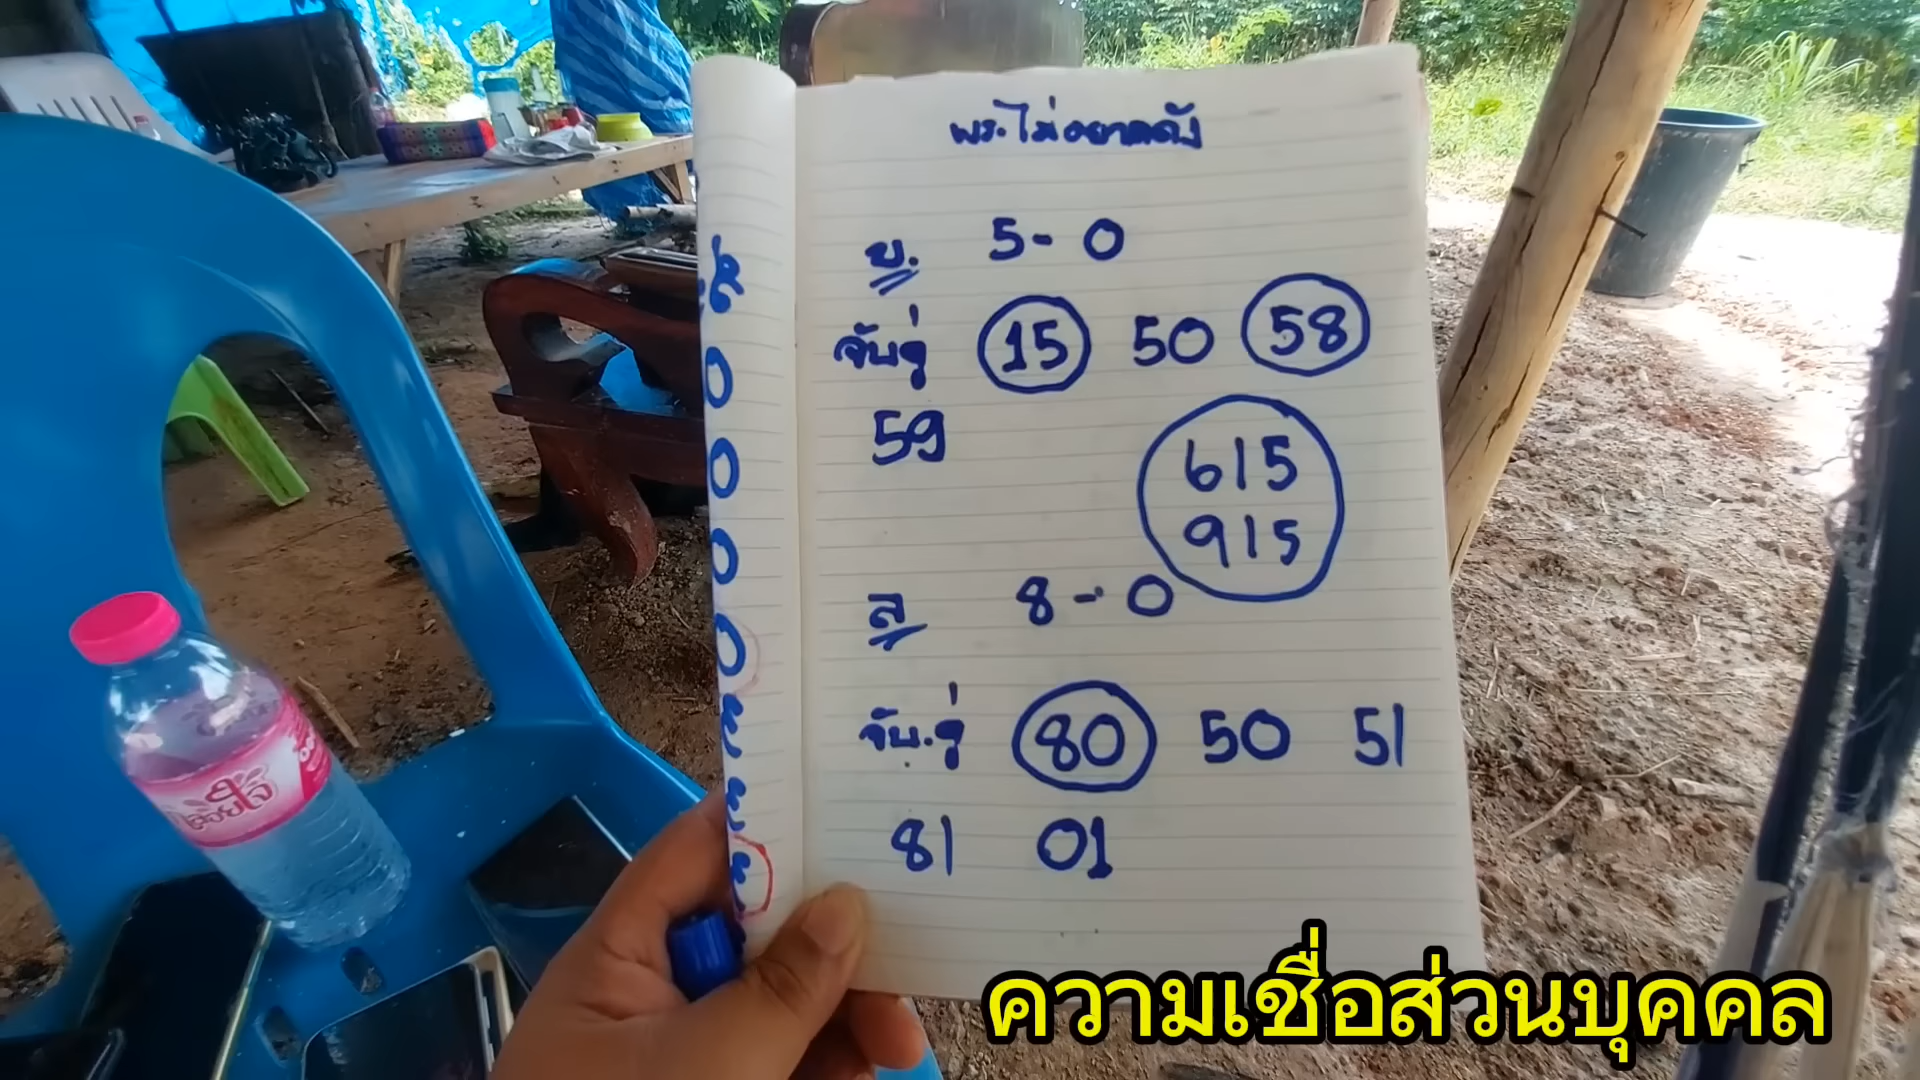 พระไม่อยากดัง
บ. 5 - 0
จับคู่ 15 50 58
59
615
915
ล 8 - 0
จับ.คู่ 80 50 51
81 01
ความเชื่อส่วนบุคคล